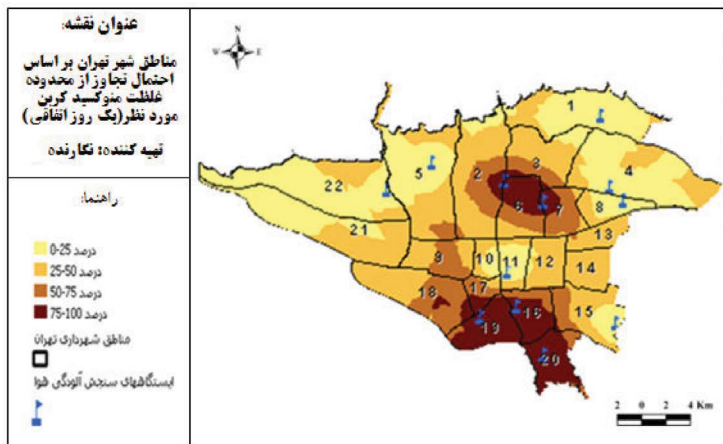 عنوان نقشه:
مناطق شهر تهران بر اساس
احتمال تجاوز از محدوده
غلظت منوکسید کربن
مورد نظر(یک روز اتفاقی)
تهیه کننده: نگارنده
راهنما:
0-25 درصد
25-50 درصد
50-75 درصد
75-100 درصد
مناطق شهرداری تهران
ایستگاههای سنجش آلودگی هوا
N
W E
S
1
2
3
4
5
6
7
8
22
21
13
9
10
11
12
14
17
18
15
16
19
20
2 0 2 4 Km